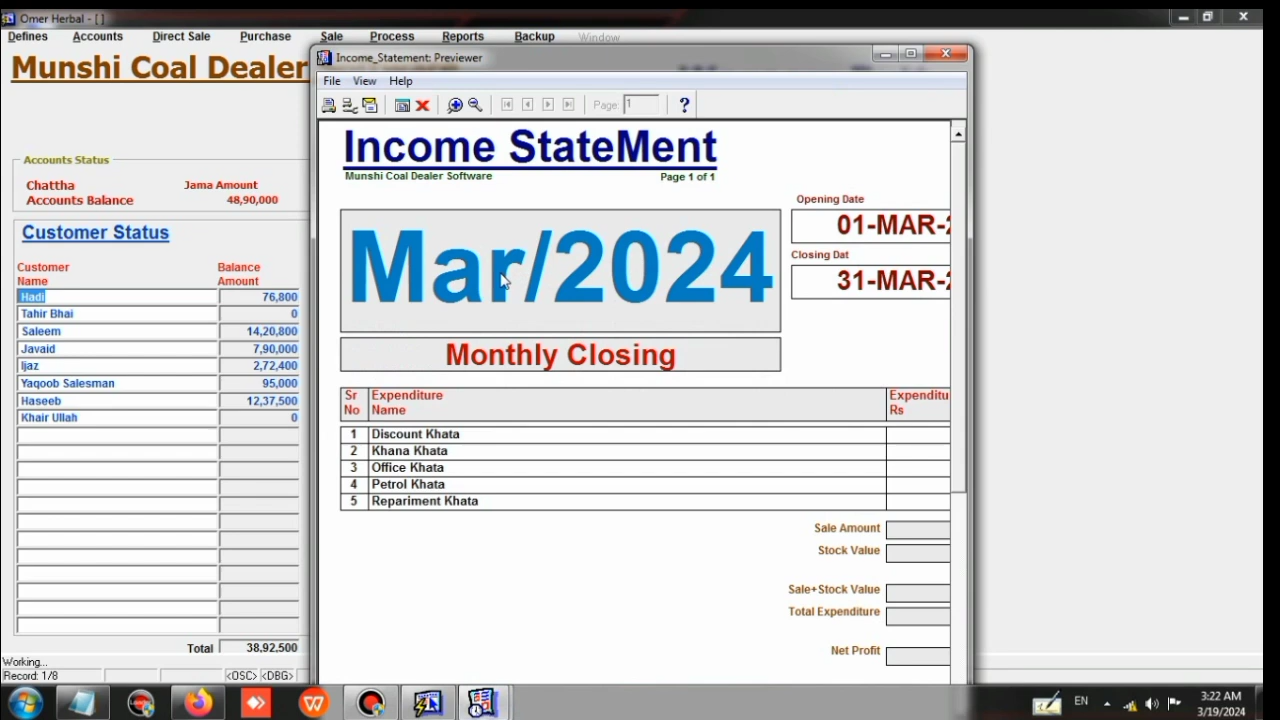 Omer Herbal - [ ]
Defines Accounts Direct Sale Purchase Sale Process Reports Backup Window
Munshi Coal Dealer
Accounts Status
Chattha Jama Amount
Accounts Balance 48,90,000
Customer Status
Customer Name Balance Amount
Hadi 76,800
Tahir Bhai 0
Saleem 14,20,800
Javaid 7,90,000
Ijaz 2,72,400
Yaqoob Salesman 95,000
Haseeb 12,37,500
Khair Ullah 0
Total 38,92,500
Working...
Record: 1/8 <OSC> <DBG>
Income_Statement: Previewer
File View Help
Page: 1
Income StateMent
Munshi Coal Dealer Software Page 1 of 1
Mar/2024
Monthly Closing
Opening Date
01-MAR-2
Closing Dat
31-MAR-2
Sr No Expenditure Name Expenditu Rs
1 Discount Khata
2 Khana Khata
3 Office Khata
4 Petrol Khata
5 Repariment Khata
Sale Amount
Stock Value
Sale+Stock Value
Total Expenditure
Net Profit
EN 3:22 AM
3/19/2024